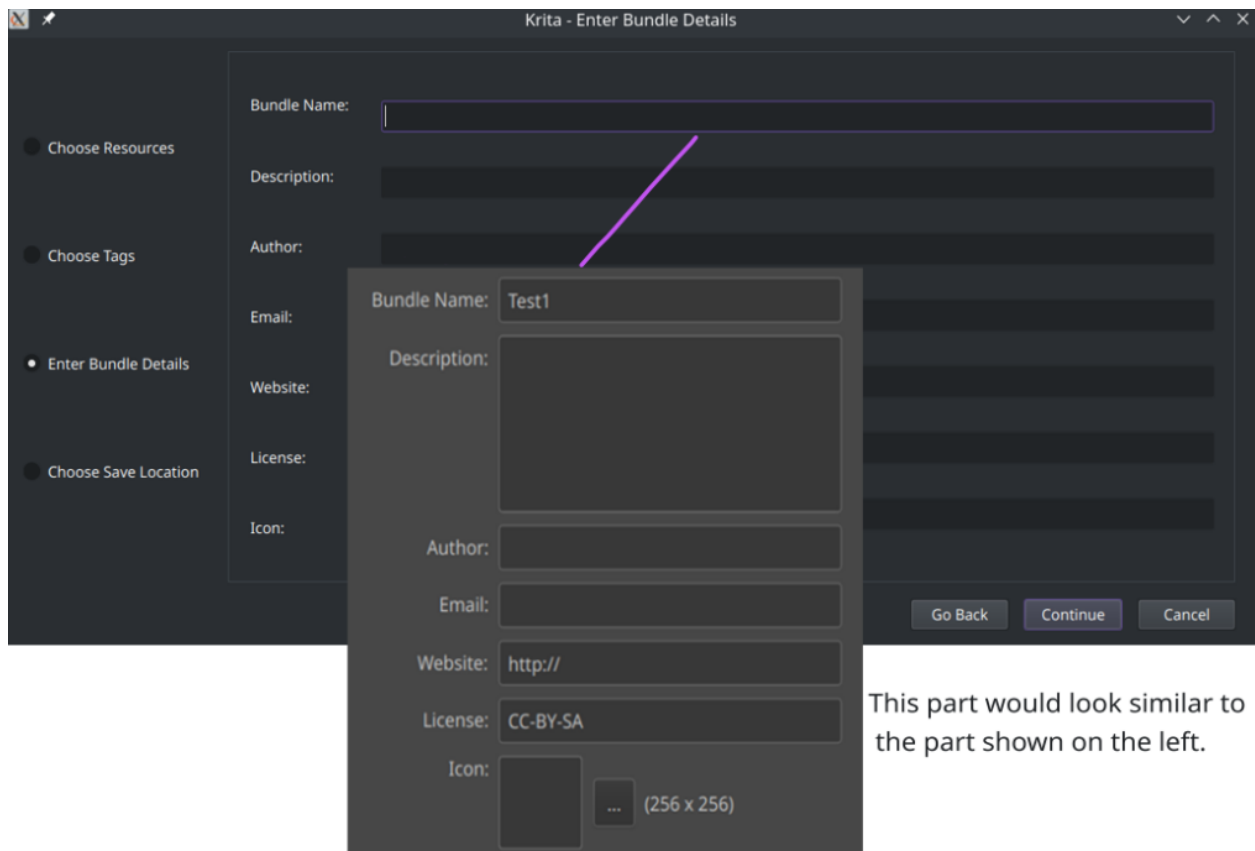 Krita - Enter Bundle Details
Choose Resources
Choose Tags
Enter Bundle Details
Choose Save Location
Bundle Name:
Description:
Author:
Email:
Website:
License:
Icon:
Bundle Name: Test1
Description:
Author:
Email:
Website: http://
License: CC-BY-SA
Icon:
... (256 x 256)
Go Back Continue Cancel
This part would look similar to
the part shown on the left.